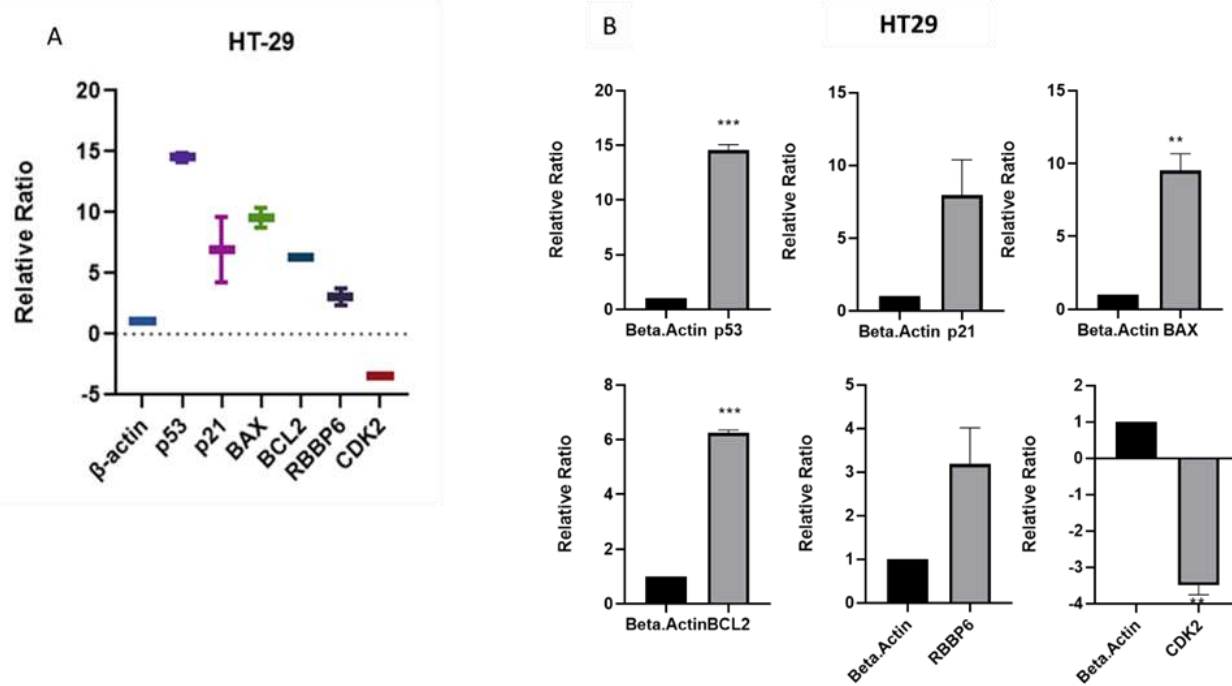 A
HT-29
Relative Ratio
20
15
10
5
0
-5
β-actin
p53
p21
BAX
BCL2
RBBP6
CDK2
B
HT29
Relative Ratio
20
15
10
5
0
***
Beta.Actin p53
Relative Ratio
15
10
5
0
Beta.Actin p21
Relative Ratio
15
10
5
0
**
Beta.Actin BAX
Relative Ratio
8
6
4
2
0
***
Beta.Actin BCL2
Relative Ratio
5
4
3
2
1
0
Beta.Actin
RBBP6
Relative Ratio
2
1
0
-1
-2
-3
-4
**
Beta.Actin
CDK2